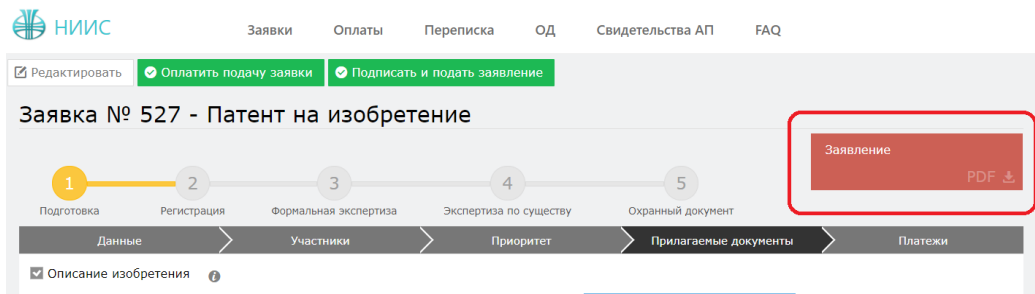 НИИС
Заявки Оплаты Переписка ОД Свидетельства АП FAQ
Редактировать Оплатить подачу заявки Подписать и подать заявление
Заявка № 527 - Патент на изобретение
Заявление
PDF
1 2 3 4 5
Подготовка Регистрация Формальная экспертиза Экспертиза по существу Охранный документ
Данные Участники Приоритет Прилагаемые документы Платежи
Описание изобретения i